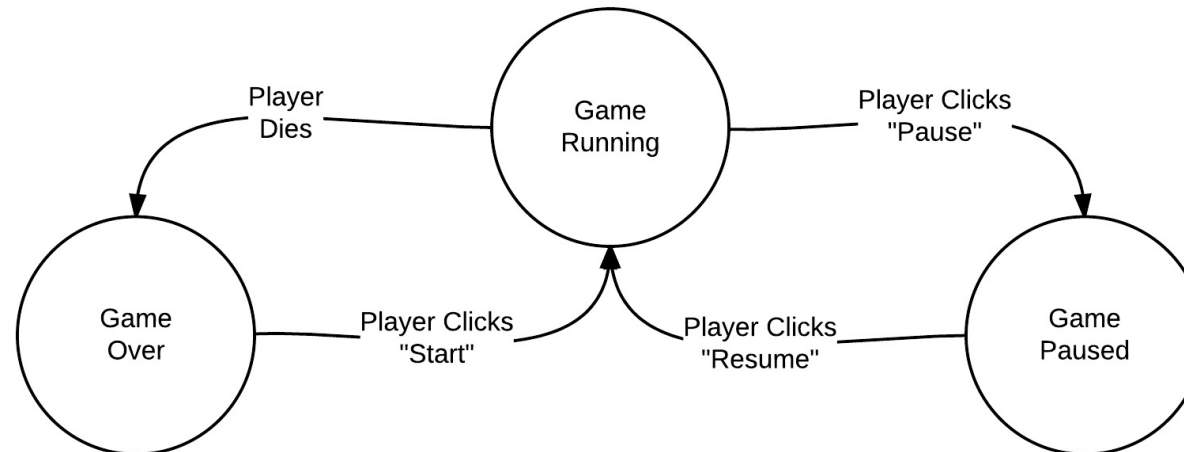 Player
Dies
Game
Running
Player Clicks
"Pause"
Game
Over
Player Clicks
"Start"
Player Clicks
"Resume"
Game
Paused